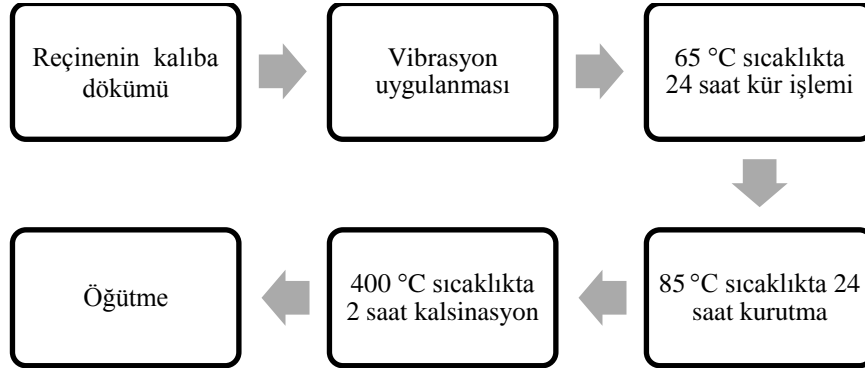 Reçinenin kalıba
dökümü
Vibrasyon
uygulanması
65 °C sıcaklıkta
24 saat kür işlemi
85 °C sıcaklıkta 24
saat kurutma
400 °C sıcaklıkta
2 saat kalsinasyon
Öğütme